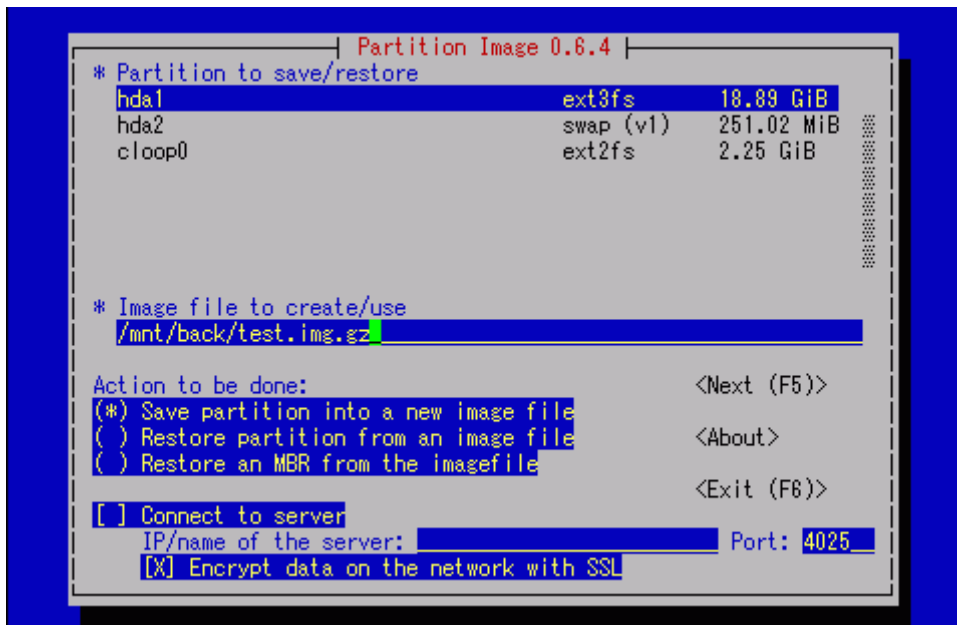 Partition Image 0.6.4
* Partition to save/restore
hda1 ext3fs 18.89 GiB
hda2 swap (v1) 251.02 MiB
cloop0 ext2fs 2.25 GiB
* Image file to create/use
/mnt/back/test.img.gz
Action to be done: <Next (F5)>
(*) Save partition into a new image file
( ) Restore partition from an image file <About>
( ) Restore an MBR from the imagefile
<Exit (F6)>
[ ] Connect to server
IP/name of the server: Port: 4025
[X] Encrypt data on the network with SSL